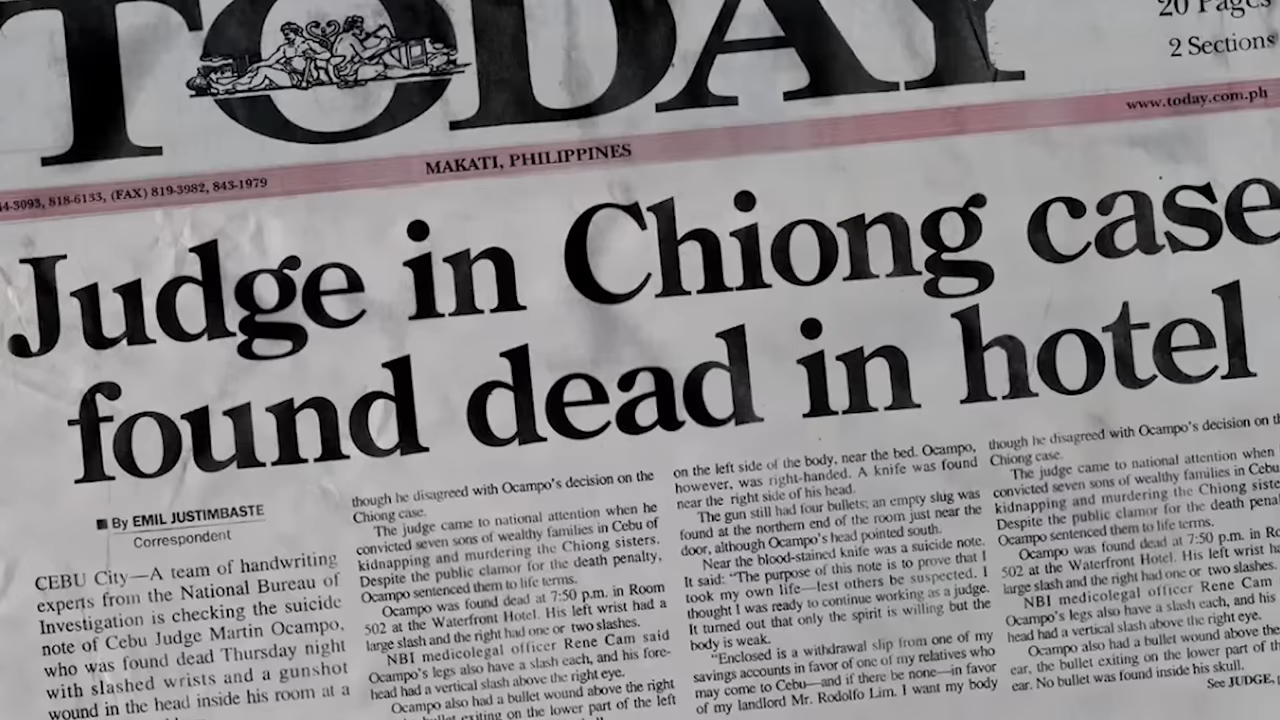 TODAY
20 Pages
2 Sections
www.today.com.ph
MAKATI, PHILIPPINES
44-3093, 818-6133, (FAX) 819-3982, 843-1979
Judge in Chiong case
found dead in hotel
■ By EMIL JUSTIMBASTE
Correspondent
CEBU City—A team of handwriting
experts from the National Bureau of
Investigation is checking the suicide
note of Cebu Judge Martin Ocampo,
who was found dead Thursday night
with slashed wrists and a gunshot
wound in the head inside his room at a
though he disagreed with Ocampo's decision on the
Chiong case.
The judge came to national attention when he
convicted seven sons of wealthy families in Cebu of
kidnapping and murdering the Chiong sisters.
Despite the public clamor for the death penalty,
Ocampo sentenced them to life terms.
Ocampo was found dead at 7:50 p.m. in Room
502 at the Waterfront Hotel. His left wrist had a
large slash and the right had one or two slashes.
NBI medicolegal officer Rene Cam said
Ocampo's legs also have a slash each, and his fore-
head had a vertical slash above the right eye.
Ocampo also had a bullet wound above the right
bullet exiting on the lower part of the left
on the left side of the body, near the bed. Ocampo,
however, was right-handed. A knife was found
near the right side of his head.
The gun still had four bullets; an empty slug was
found at the northern end of the room just near the
door, although Ocampo's head pointed south.
Near the blood-stained knife was a suicide note.
It said: "The purpose of this note is to prove that I
took my own life—lest others be suspected. I
thought I was ready to continue working as a judge.
It turned out that only the spirit is willing but the
body is weak.
"Enclosed is a withdrawal slip from one of my
savings accounts in favor of one of my relatives who
may come to Cebu—and if there be none—in favor
of my landlord Mr. Rodolfo Lim. I want my body
though he disagreed with Ocampo's decision on
Chiong case.
The judge came to national attention when
convicted seven sons of wealthy families in Cebu
kidnapping and murdering the Chiong
Despite the public clamor for the death
Ocampo sentenced them to life terms.
Ocampo was found dead at 7:50 p.m. in
502 at the Waterfront Hotel. His left wrist
large slash and the right had one or two slashes.
NBI medicolegal officer Rene Cam
Ocampo's legs also have a slash each, and his
head had a vertical slash above the right eye.
Ocampo also had a bullet wound above the
ear, the bullet exiting on the lower part of the
ear. No bullet was found inside his skull.
See JUDGE,